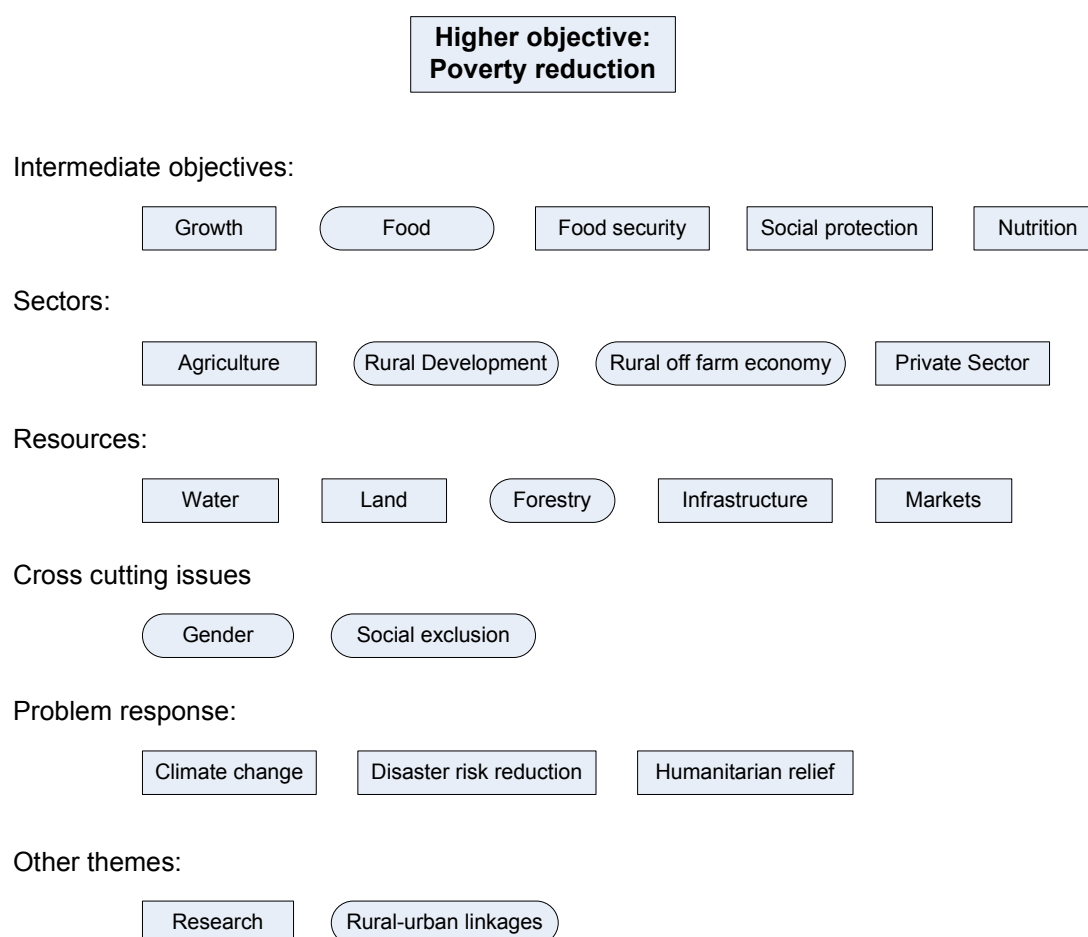 Higher objective:
Poverty reduction
Intermediate objectives:
Growth Food Food security Social protection Nutrition
Sectors:
Agriculture Rural Development Rural off farm economy Private Sector
Resources:
Water Land Forestry Infrastructure Markets
Cross cutting issues
Gender Social exclusion
Problem response:
Climate change Disaster risk reduction Humanitarian relief
Other themes:
Research Rural-urban linkages